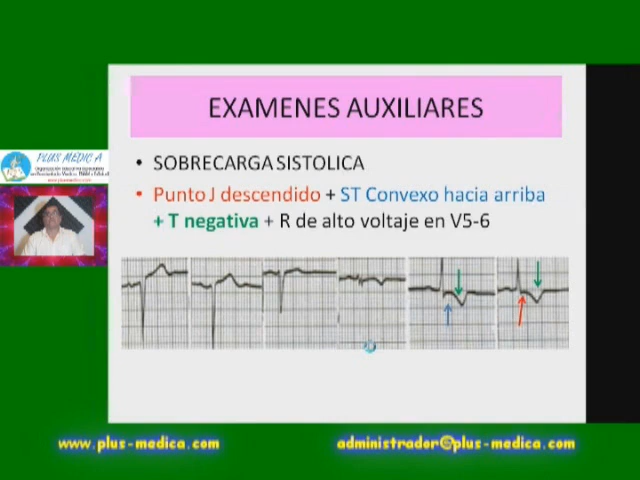 EXAMENES AUXILIARES
• SOBRECARGA SISTOLICA
• Punto J descendido + ST Convexo hacia arriba
+ T negativa + R de alto voltaje en V5-6
PLUS MEDIC A
www.plus-medica.com
administrador@plus-medica.com